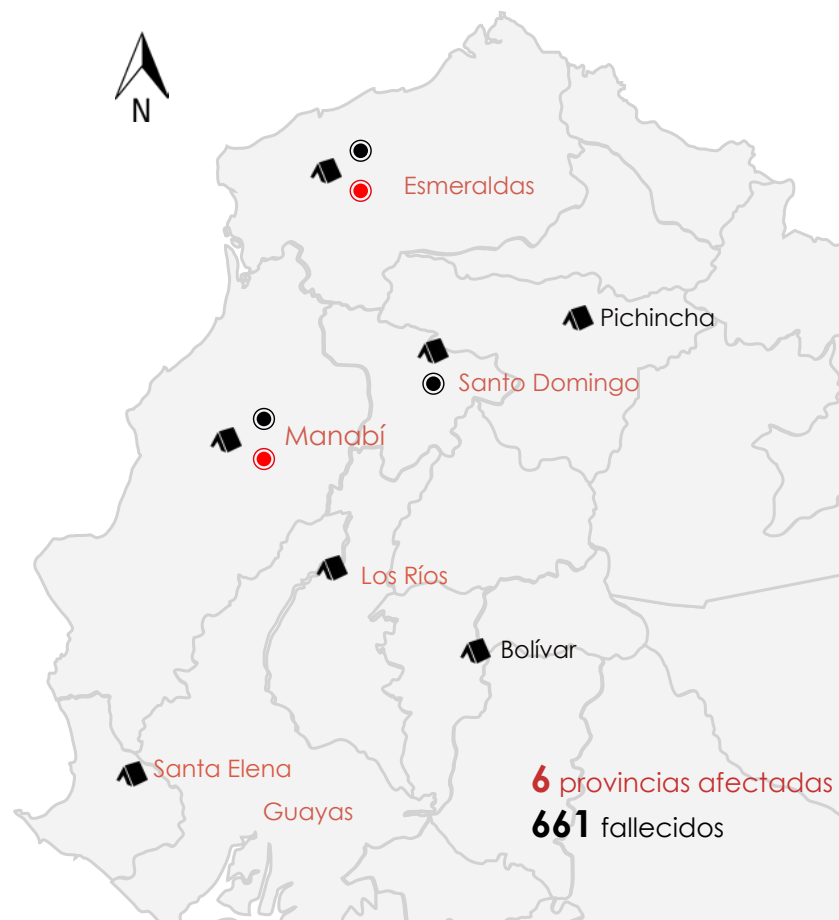 N
Esmeraldas
Pichincha
Santo Domingo
Manabí
Los Ríos
Bolívar
Santa Elena
6 provincias afectadas
Guayas
661 fallecidos